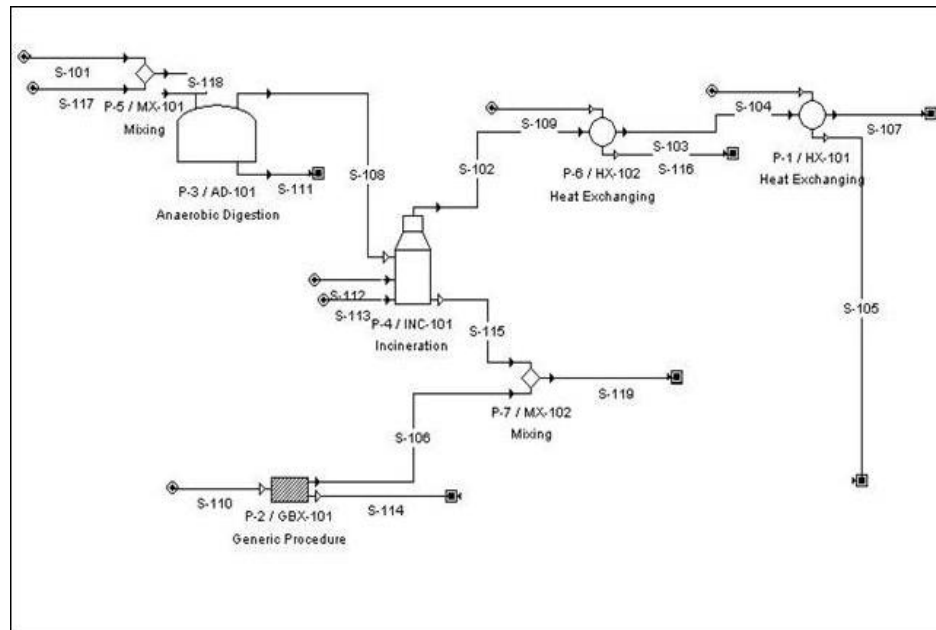 S-101
S-118
S-117
P-5 / MX-101
Mixing
P-3 / AD-101
Anaerobic Digestion
S-111
S-108
S-102
S-109
S-103
S-116
P-6 / HX-102
Heat Exchanging
S-104
S-107
P-1 / HX-101
Heat Exchanging
S-105
S-112
S-113
P-4 / INC-101
Incineration
S-115
S-119
P-7 / MX-102
Mixing
S-106
S-110
S-114
P-2 / GBX-101
Generic Procedure